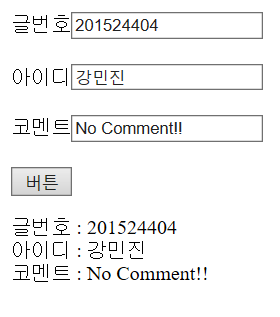 글번호 201524404
아이디 강민진
코멘트 No Comment!!
버튼
글번호 : 201524404
아이디 : 강민진
코멘트 : No Comment!!